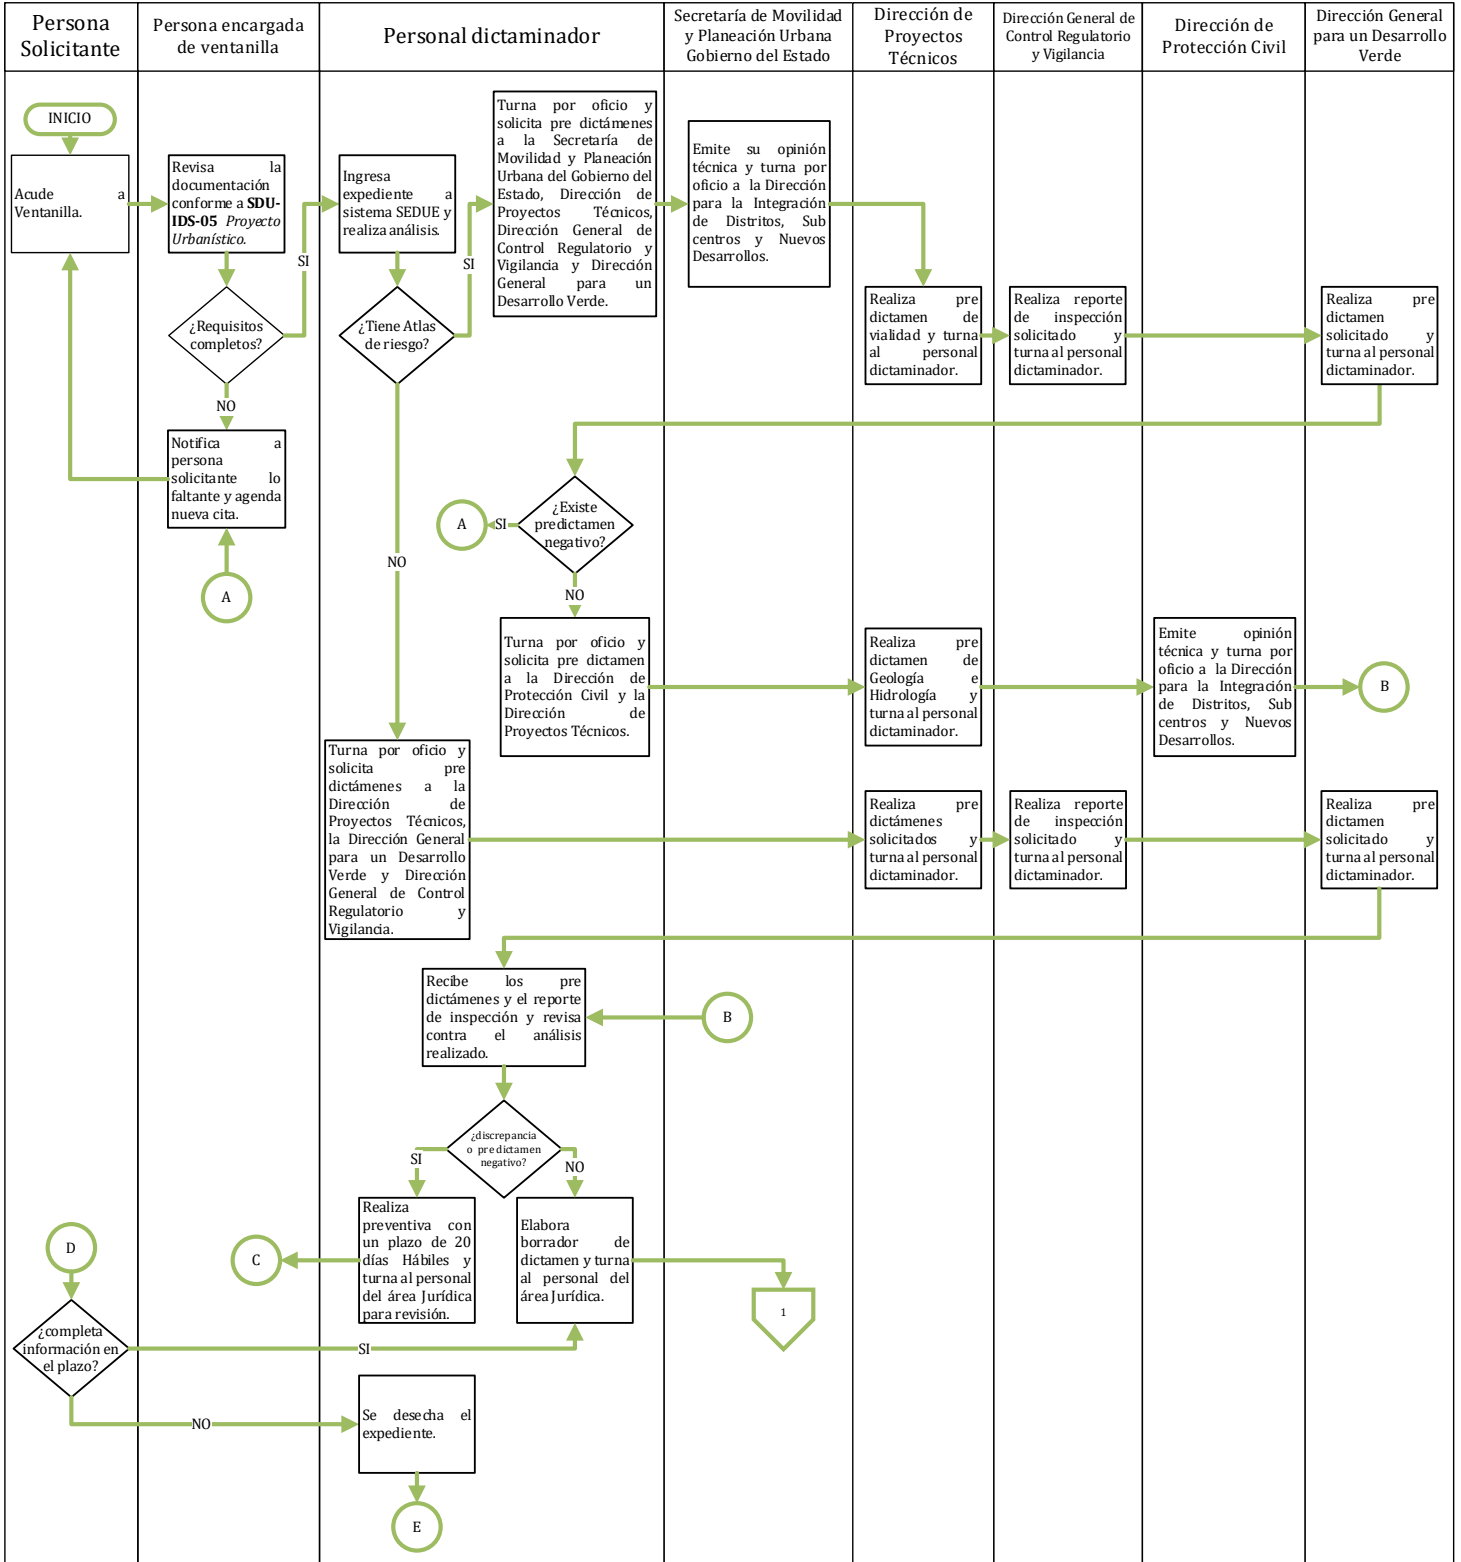 Persona
Solicitante
Persona encargada
de ventanilla
Personal dictaminador
Secretaría de Movilidad
y Planeación Urbana
Gobierno del Estado
Dirección de
Proyectos
Técnicos
Dirección General de
Control Regulatorio
y Vigilancia
Dirección de
Protección Civil
Dirección General
para un Desarrollo
Verde
INICIO
Acude a
Ventanilla.
Revisa la
documentación
conforme a SDU-
IDS-05 Proyecto
Urbanístico.
SI
¿Requisitos
completos?
NO
Notifica a
persona
solicitante lo
faltante y agenda
nueva cita.
A
Ingresa
expediente a
sistema SEDUE y
realiza análisis.
SI
¿Tiene Atlas
de riesgo?
NO
Turna por oficio y
solicita pre dictámenes
a la Secretaría de
Movilidad y Planeación
Urbana del Gobierno del
Estado, Dirección de
Proyectos Técnicos,
Dirección General de
Control Regulatorio y
Vigilancia y Dirección
General para un
Desarrollo Verde.
Emite su opinión
técnica y turna por
oficio a la Dirección
para la Integración
de Distritos, Sub
centros y Nuevos
Desarrollos.
Realiza pre
dictamen de
vialidad y turna
al personal
dictaminador.
Realiza reporte
de inspección
solicitado y
turna al personal
dictaminador.
Realiza pre
dictamen
solicitado y
turna al personal
dictaminador.
A
SI
¿Existe
predictamen
negativo?
NO
Turna por oficio y
solicita pre dictamen
a la Dirección de
Protección Civil y la
Dirección de
Proyectos Técnicos.
Realiza pre
dictamen de
Geología e
Hidrología y
turna al personal
dictaminador.
Emite opinión
técnica y turna por
oficio a la Dirección
para la Integración
de Distritos, Sub
centros y Nuevos
Desarrollos.
B
Turna por oficio y
solicita pre
dictámenes a la
Dirección de
Proyectos Técnicos,
la Dirección General
para un Desarrollo
Verde y Dirección
General de Control
Regulatorio y
Vigilancia.
Realiza pre
dictámenes
solicitados y
turna al personal
dictaminador.
Realiza reporte
de inspección
solicitado y
turna al personal
dictaminador.
Realiza pre
dictamen
solicitado y
turna al personal
dictaminador.
Recibe los pre
dictámenes y el reporte
de inspección y revisa
contra el análisis
realizado.
B
¿discrepancia
o pre dictamen
negativo?
SI
NO
Realiza
preventiva con
un plazo de 20
días Hábiles y
turna al personal
del área Jurídica
para revisión.
C
Elabora
borrador de
dictamen y turna
al personal del
área Jurídica.
1
D
¿completa
información en
el plazo?
SI
NO
Se desecha el
expediente.
E